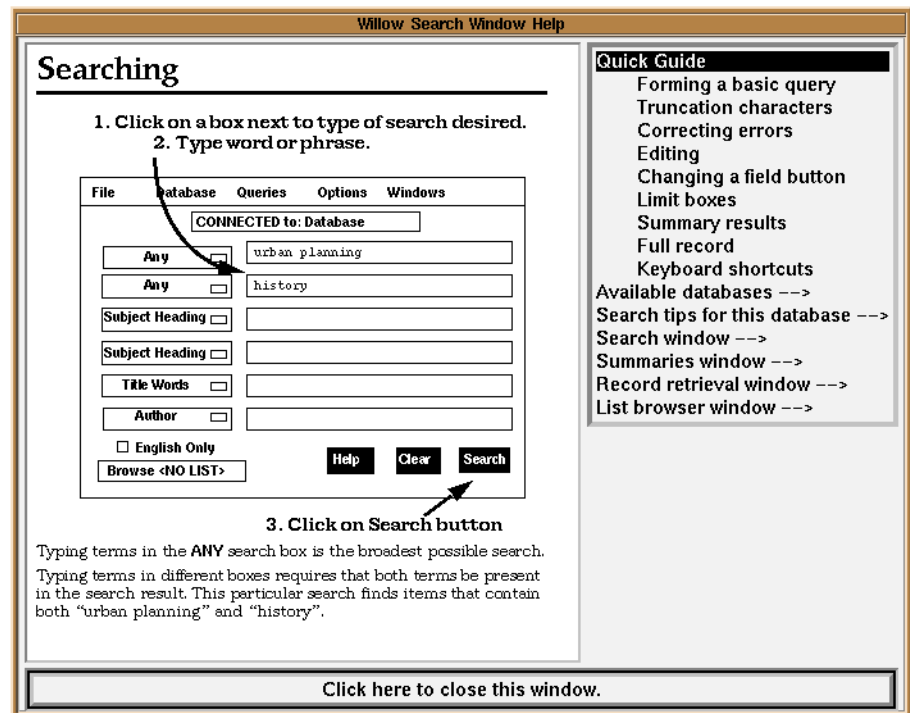 Willow Search Window Help
Searching
1. Click on a box next to type of search desired.
2. Type word or phrase.
File Database Queries Options Windows
CONNECTED to: Database
Any urban planning
Any history
Subject Heading
Subject Heading
Title Words
Author
English Only
Browse <NO LIST> Help Clear Search
3. Click on Search button
Typing terms in the ANY search box is the broadest possible search.
Typing terms in different boxes requires that both terms be present
in the search result. This particular search finds items that contain
both “urban planning” and “history”.
Quick Guide
Forming a basic query
Truncation characters
Correcting errors
Editing
Changing a field button
Limit boxes
Summary results
Full record
Keyboard shortcuts
Available databases -->
Search tips for this database -->
Search window -->
Summaries window -->
Record retrieval window -->
List browser window -->
Click here to close this window.